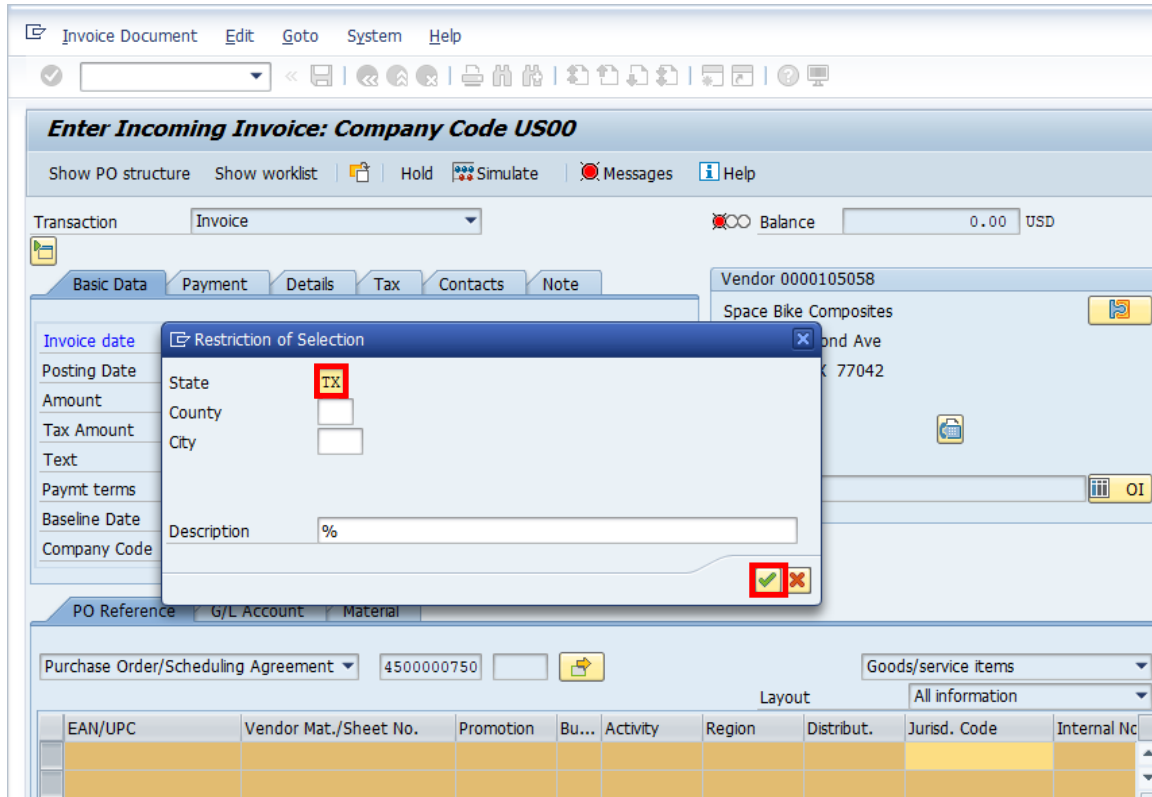 Invoice Document Edit Goto System Help
Enter Incoming Invoice: Company Code US00
Show PO structure Show worklist Hold Simulate Messages Help
Transaction Invoice Balance 0.00 USD
Basic Data Payment Details Tax Contacts Note
Vendor 0000105058
Space Bike Composites
ond Ave
77042
OI
Invoice date
Posting Date
Amount
Tax Amount
Text
Paymt terms
Baseline Date
Company Code
Restriction of Selection
State TX
County
City
Description %
PO Reference G/L Account Material
Purchase Order/Scheduling Agreement 4500000750 Goods/service items
Layout All information
EAN/UPC Vendor Mat./Sheet No. Promotion Bu... Activity Region Distribut. Jurisd. Code Internal Nc